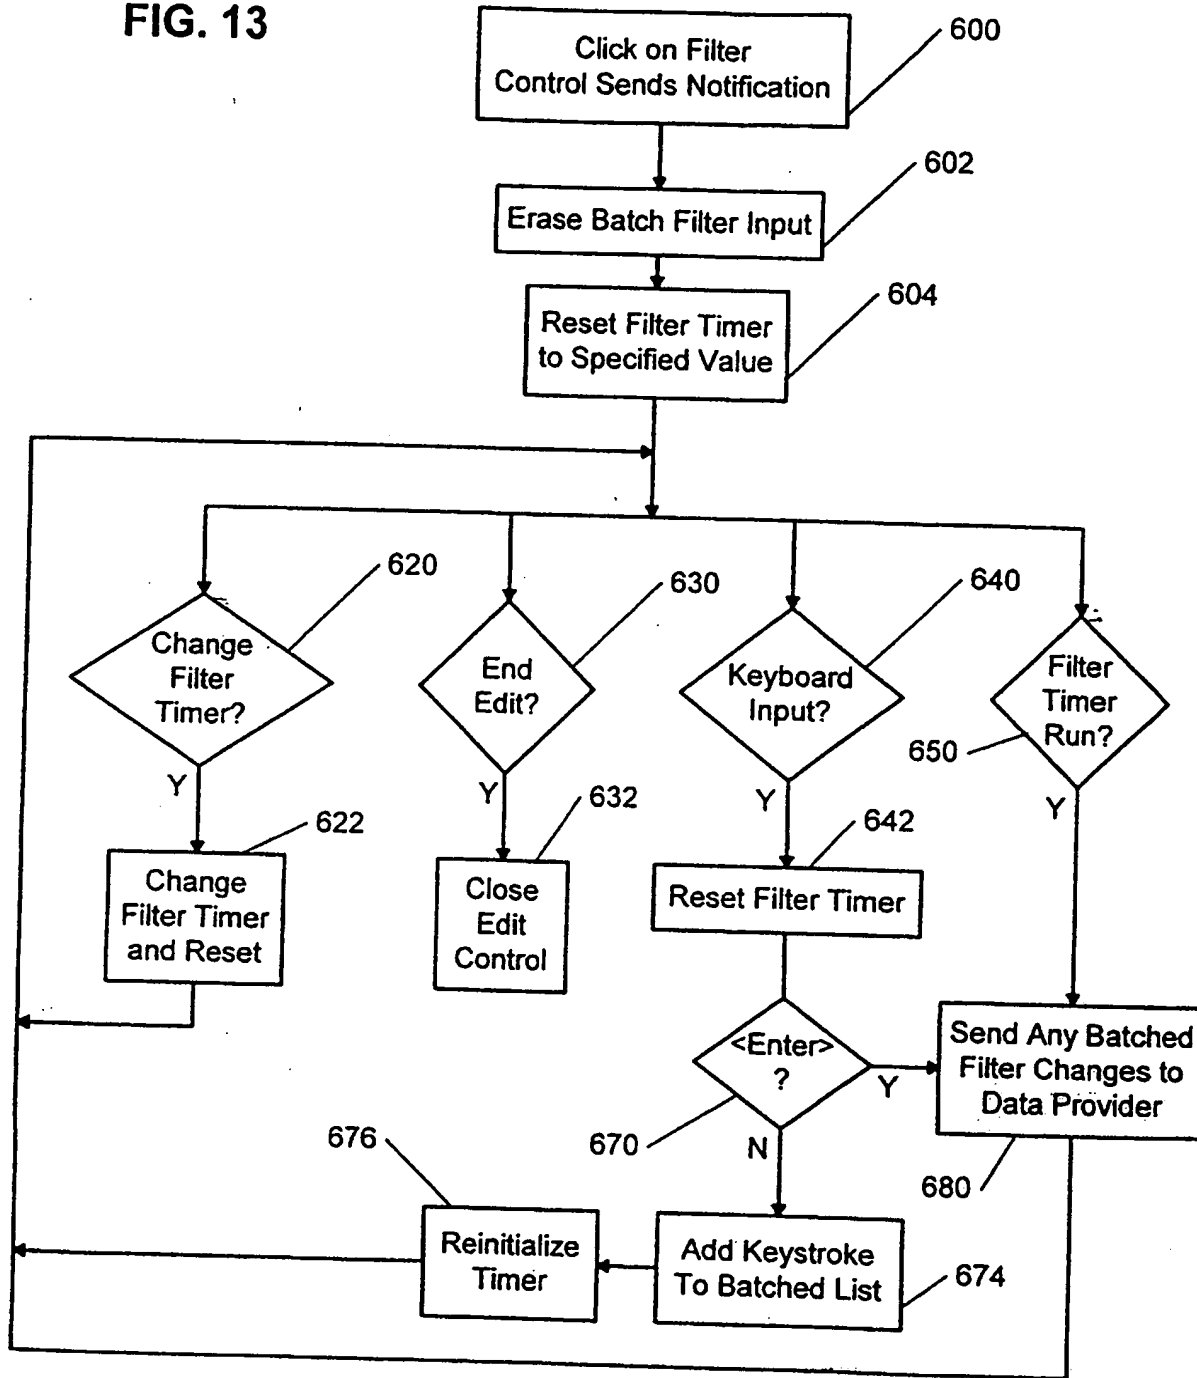 FIG. 13
Click on Filter
Control Sends Notification
600
602
Erase Batch Filter Input
604
Reset Filter Timer
to Specified Value
620
630
640
Change
Filter
Timer?
End
Edit?
Keyboard
Input?
Filter
Timer
Run?
650
Y
Y
Y
Y
622
632
642
Change
Filter Timer
and Reset
Close
Edit
Control
Reset Filter Timer
<Enter>
?
Y
Send Any Batched
Filter Changes to
Data Provider
676
670
N
680
Reinitialize
Timer
Add Keystroke
To Batched List
674